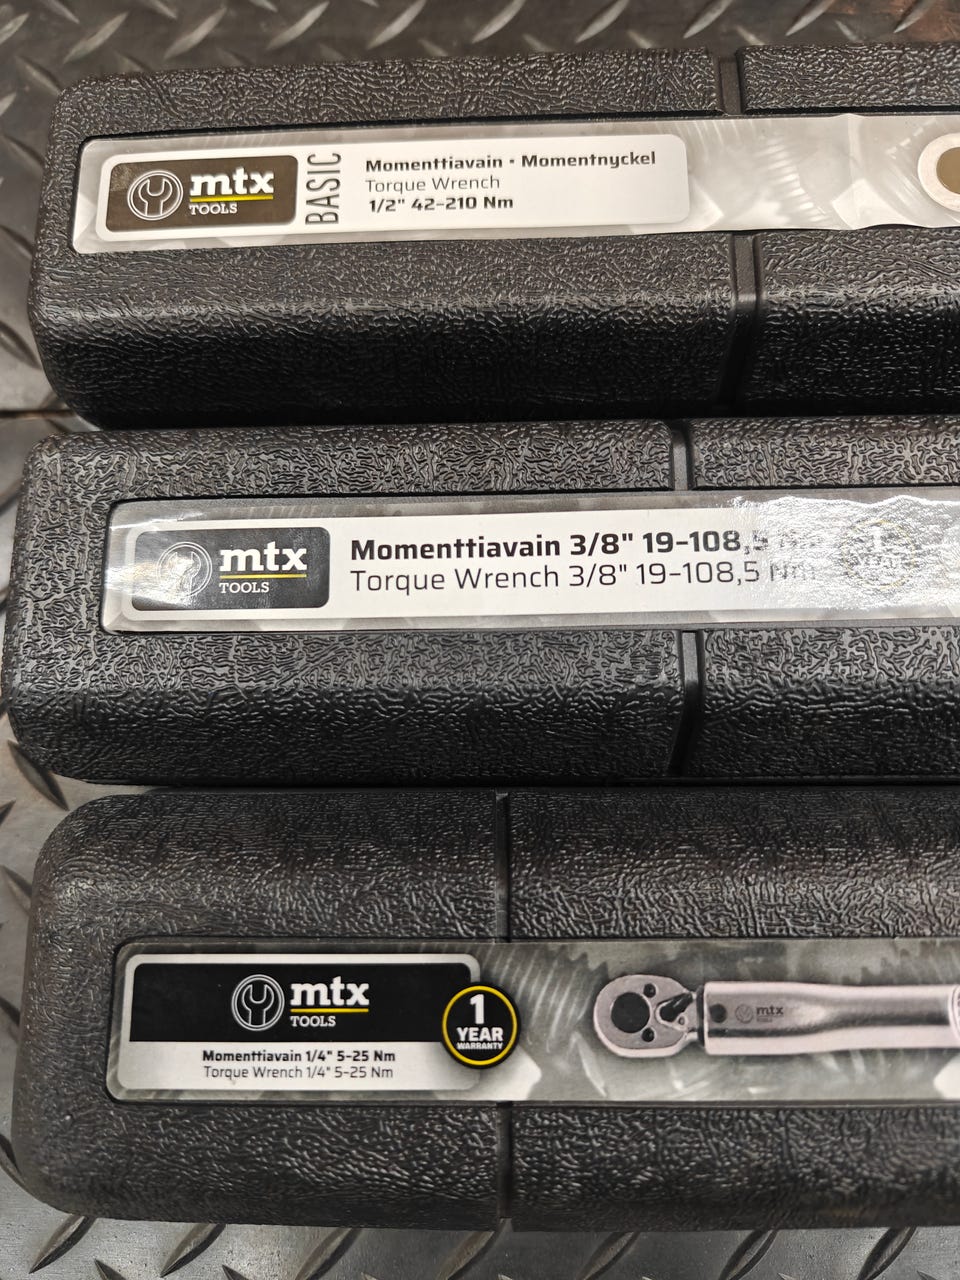 mtx
TOOLS
BASIC
Momenttiavain • Momentnyckel
Torque Wrench
1/2" 42-210 Nm
mtx
TOOLS
Momenttiavain 3/8" 19-108,5 Nm
Torque Wrench 3/8" 19-108,5 Nm
mtx
TOOLS
1
YEAR
WARRANTY
Momenttiavain 1/4" 5-25 Nm
Torque Wrench 1/4" 5-25 Nm
mtx